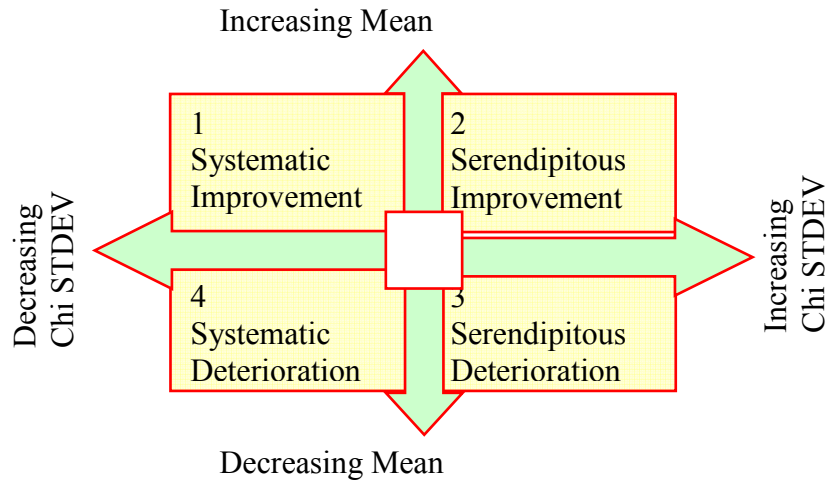 Increasing Mean
1
Systematic
Improvement
2
Serendipitous
Improvement
Decreasing
Chi STDEV
Increasing
Chi STDEV
4
Systematic
Deterioration
3
Serendipitous
Deterioration
Decreasing Mean